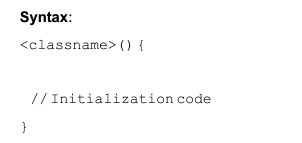 Syntax:
<classname>() {
// Initialization code
}